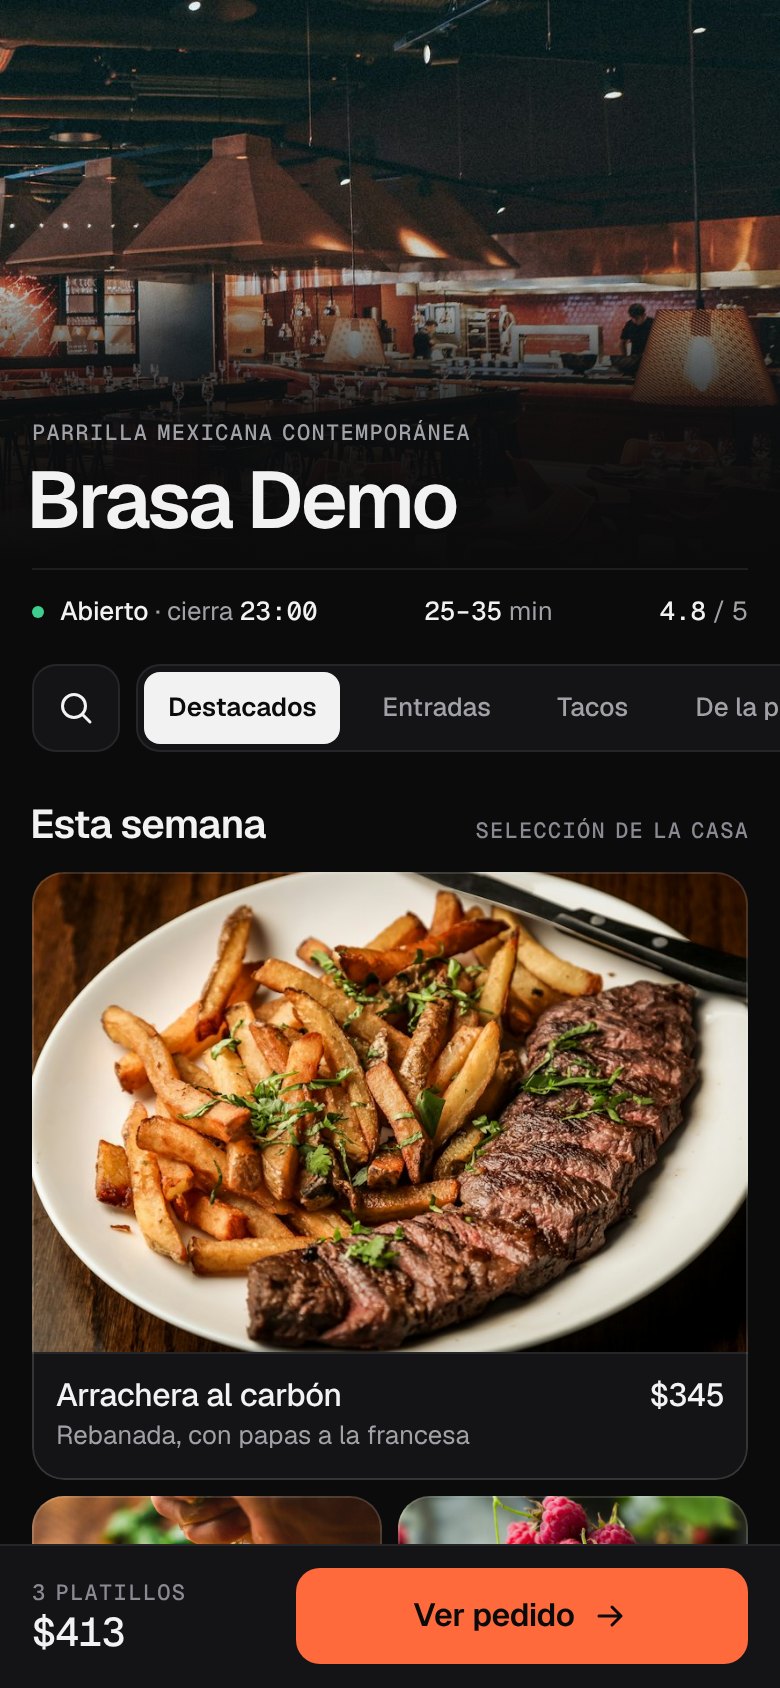 PARRILLA MEXICANA CONTEMPORÁNEA
Brasa Demo
Abierto · cierra 23:00
25–35 min
4.8 / 5
Destacados
Entradas
Tacos
De la p
Esta semana
SELECCIÓN DE LA CASA
Arrachera al carbón
$345
Rebanada, con papas a la francesa
3 PLATILLOS
$413
Ver pedido →